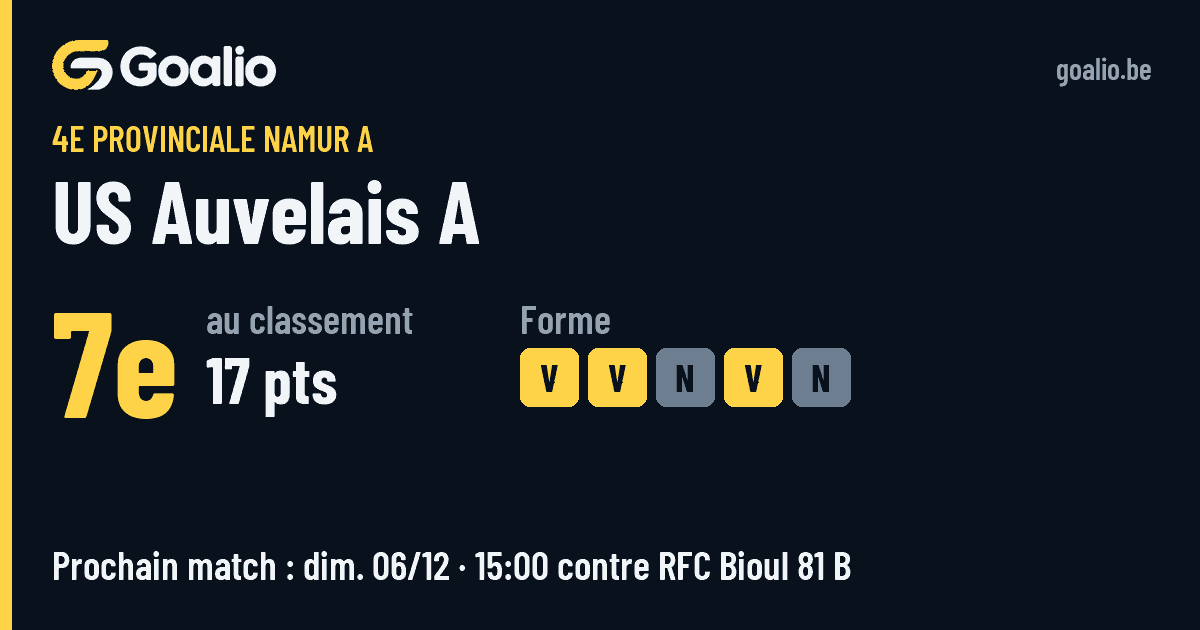 Goalio
goalio.be
4E PROVINCIALE NAMUR A
US Auvelais A
7e
au classement
17 pts
Forme
V V N V N
Prochain match : dim. 06/12 · 15:00 contre RFC Bioul 81 B